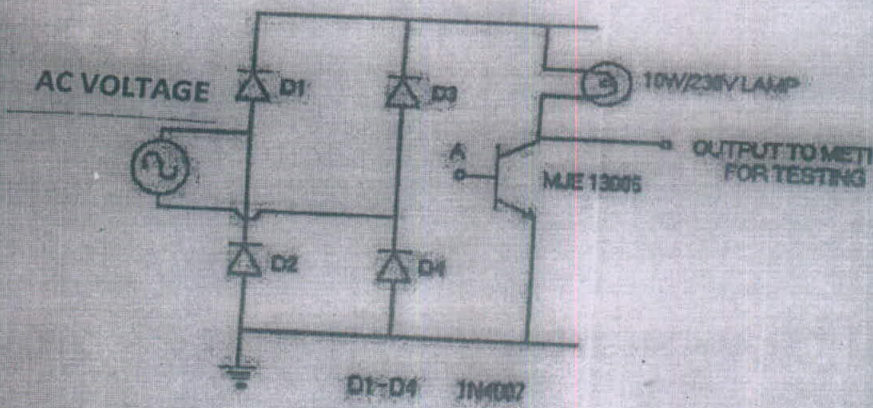 AC VOLTAGE
D1
D3
10W/230V LAMP
A
OUTPUT TO
FOR TESTING
MJE 13005
D2
D4
D1-D4 1N4007